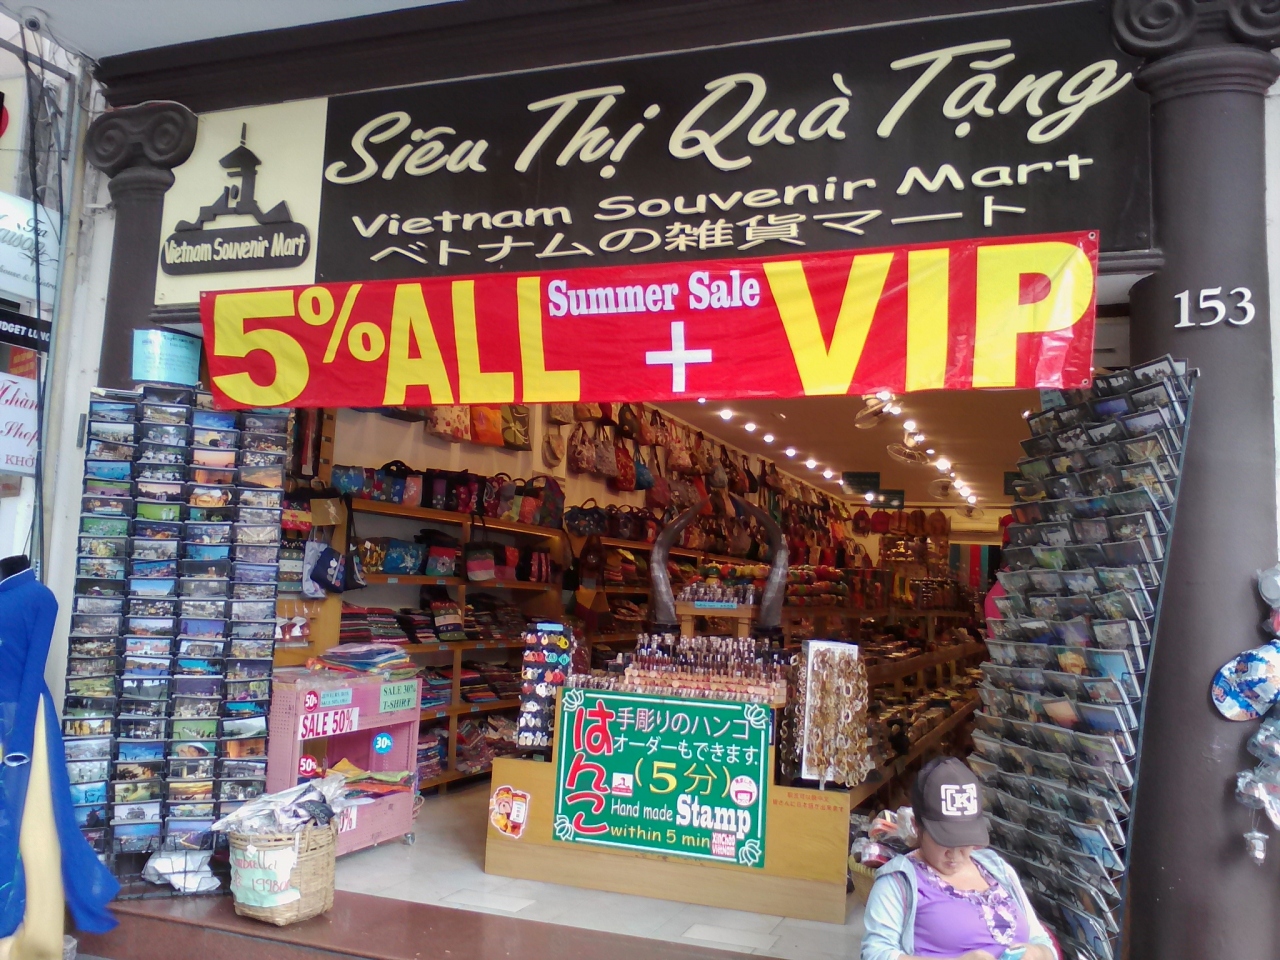 Siêu Thị Quà Tặng
Vietnam Souvenir Mart
ベトナムの雑貨マート
Vietnam Souvenir Mart
5% ALL
Summer Sale
+
VIP
153
SALE 50%
SALE 30%
T-SHIRT
50%
30%
50%
はんこ
手彫りのハンコ
オーダーもできます.
(5分)
Hand made Stamp
within 5 min
XINCHAO
VIETNAM
K